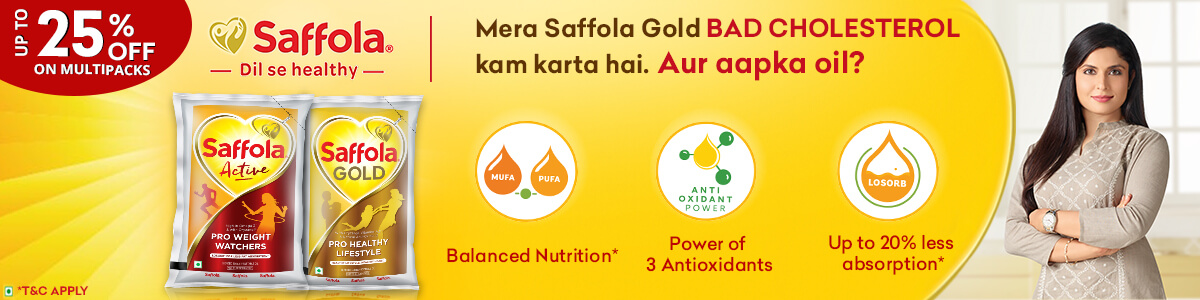 UP TO
25%
OFF
ON MULTIPACKS
Saffola®
Dil se healthy
Mera Saffola Gold BAD CHOLESTEROL
kam karta hai. Aur aapka oil?
Saffola
Active
PRO WEIGHT
WATCHERS
Saffola
Saffola
GOLD
PRO HEALTHY
LIFESTYLE
Saffola
MUFA
PUFA
Balanced Nutrition*
ANTI
OXIDANT
POWER
Power of
3 Antioxidants
LOSORB
Up to 20% less
absorption*
*T&C APPLY